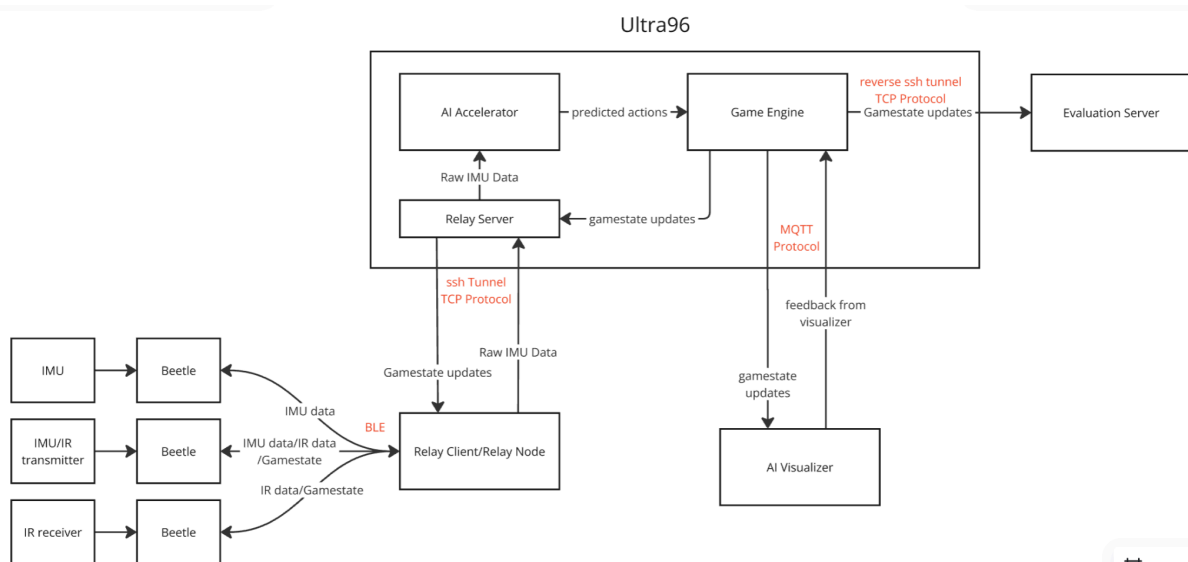 Ultra96
AI Accelerator
predicted actions
Game Engine
reverse ssh tunnel
TCP Protocol
Gamestate updates
Evaluation Server
Raw IMU Data
Relay Server
gamestate updates
MQTT
Protocol
ssh Tunnel
TCP Protocol
feedback from
visualizer
Raw IMU Data
Gamestate updates
gamestate
updates
IMU
Beetle
IMU data
BLE
IMU/IR
transmitter
Beetle
IMU data/IR data
/Gamestate
Relay Client/Relay Node
AI Visualizer
IR data/Gamestate
IR receiver
Beetle